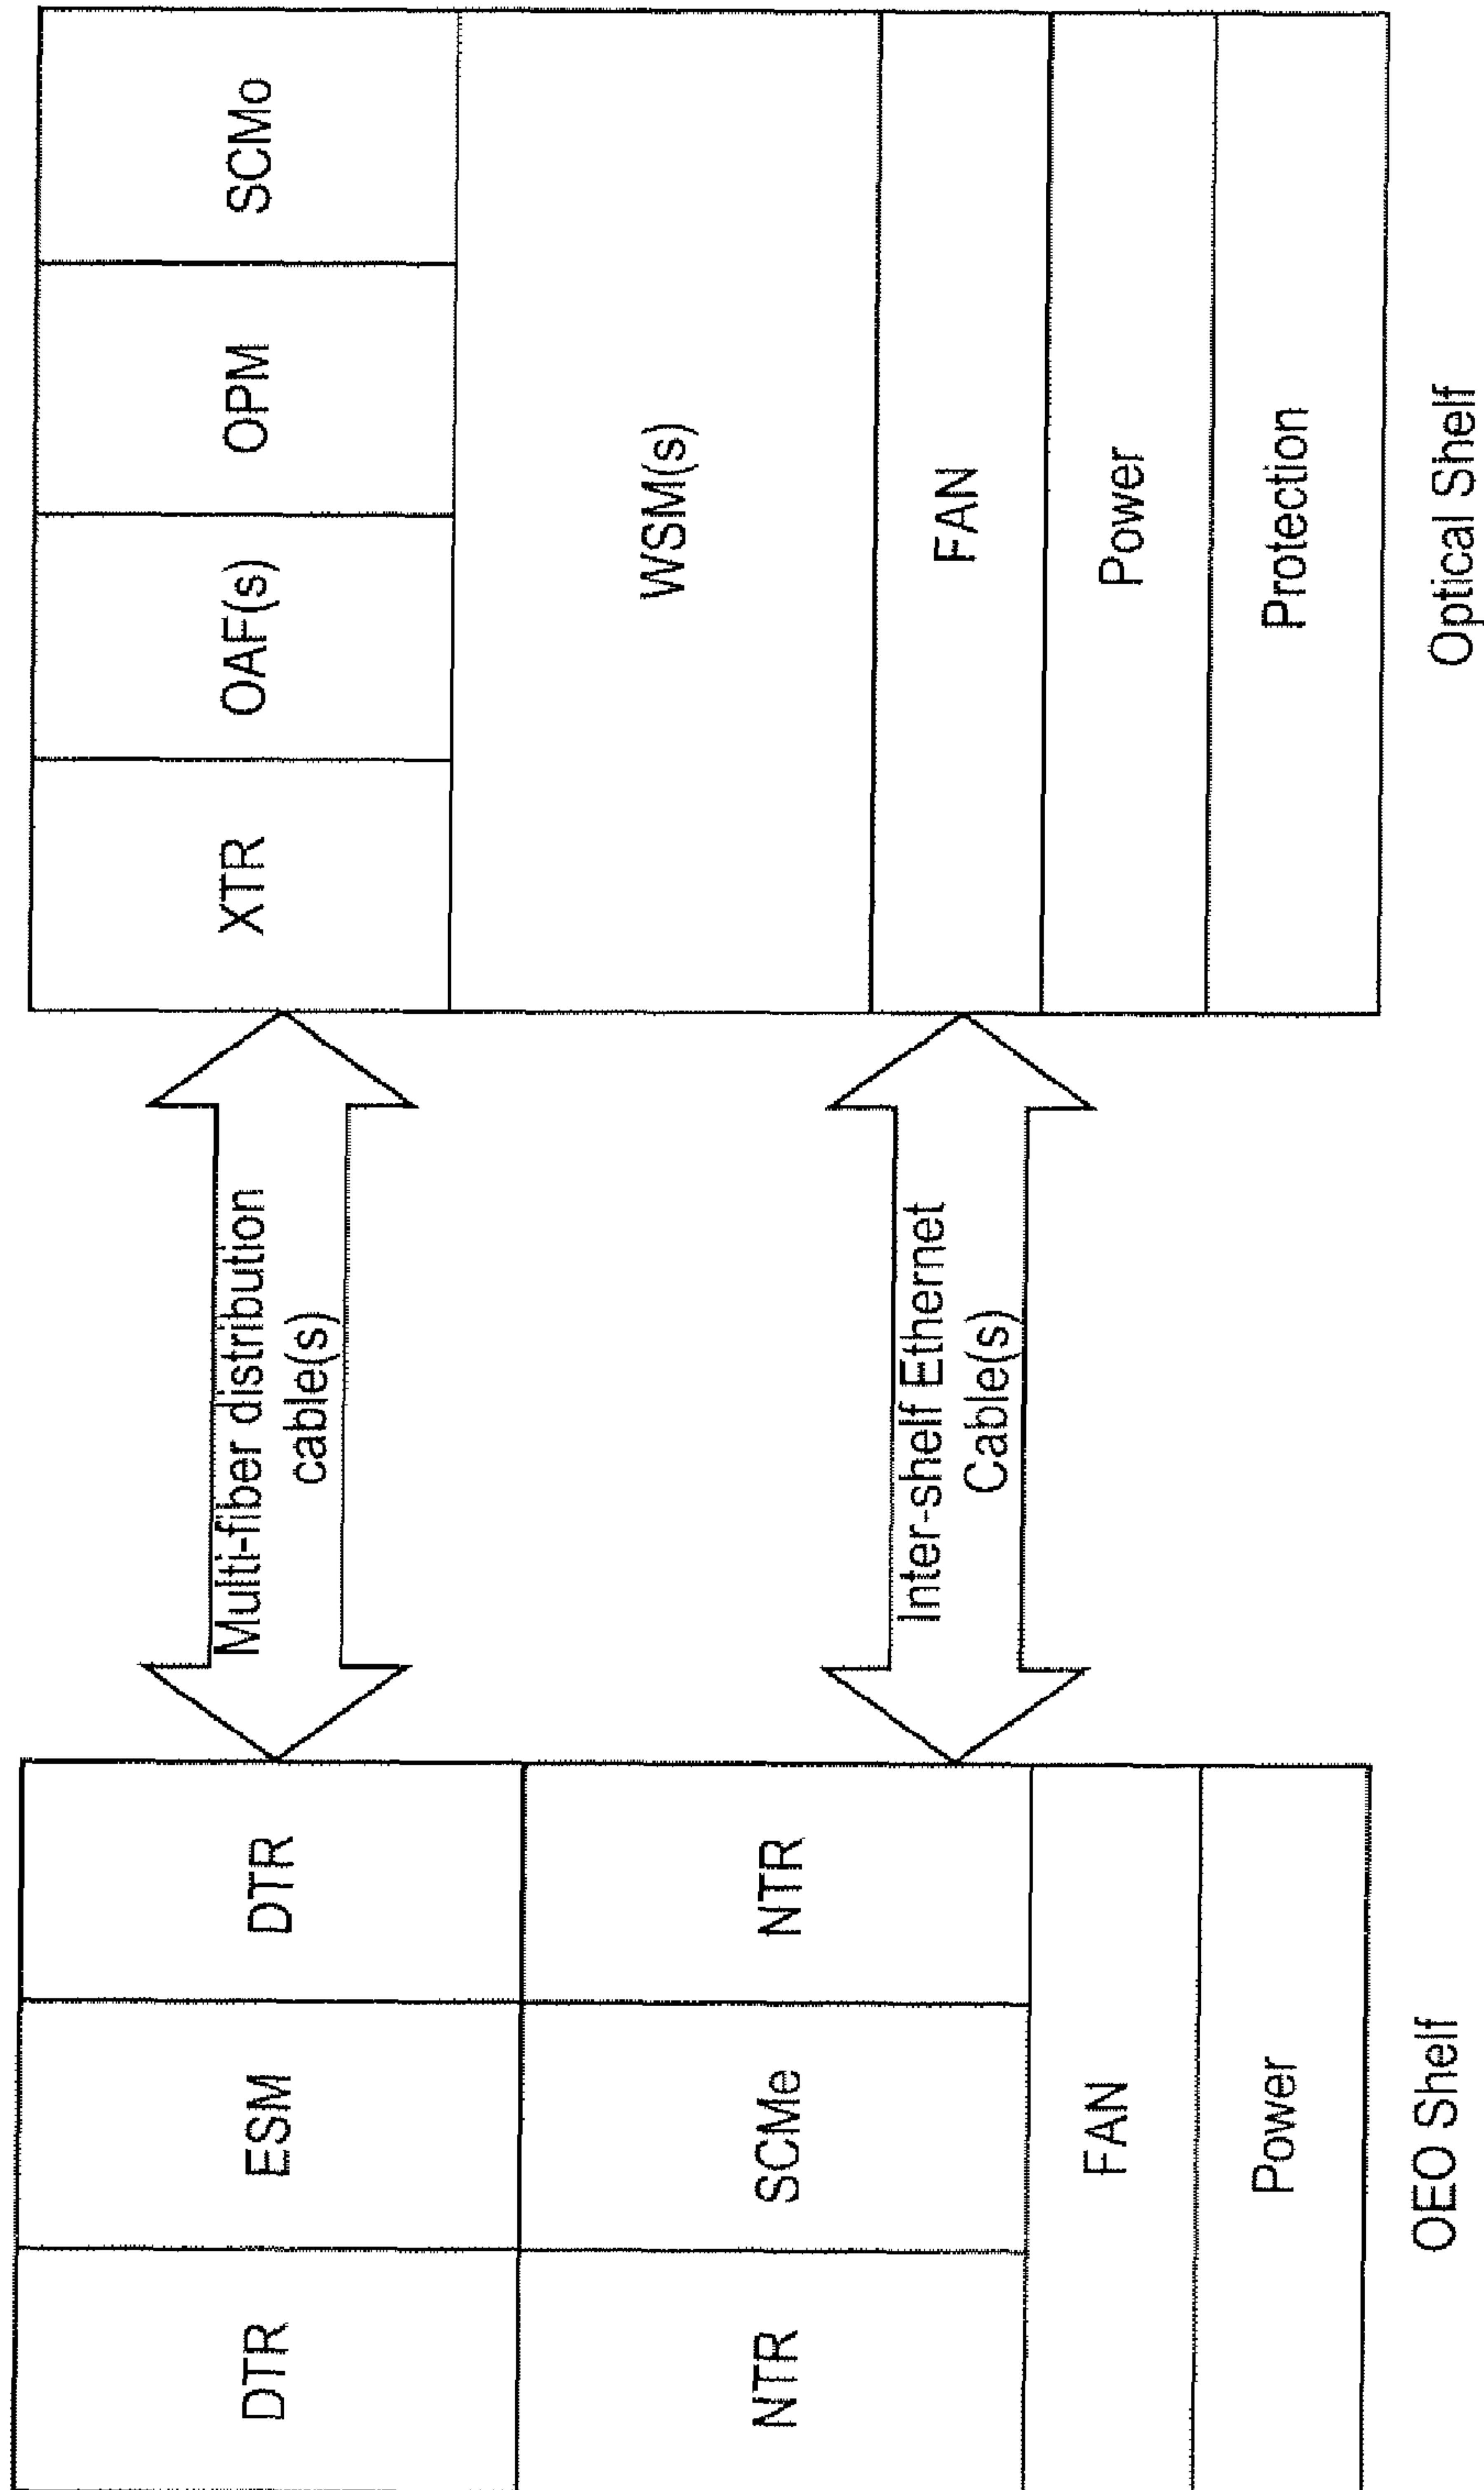 DTR
ESM
DTR
NTR
SCMe
NTR
FAN
Power
OEO Shelf
Multi-fiber distribution
cable(s)
Inter-shelf Ethernet
Cable(s)
XTR
OAF(s)
OPM
SCMo
WSM(s)
FAN
Power
Protection
Optical Shelf